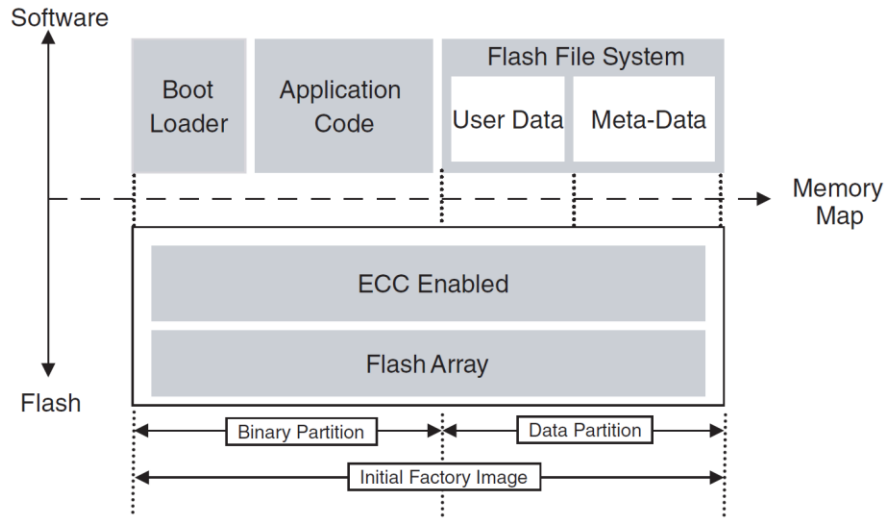 Software
Boot
Loader
Application
Code
Flash File System
User Data
Meta-Data
Memory
Map
ECC Enabled
Flash Array
Flash
Binary Partition
Data Partition
Initial Factory Image